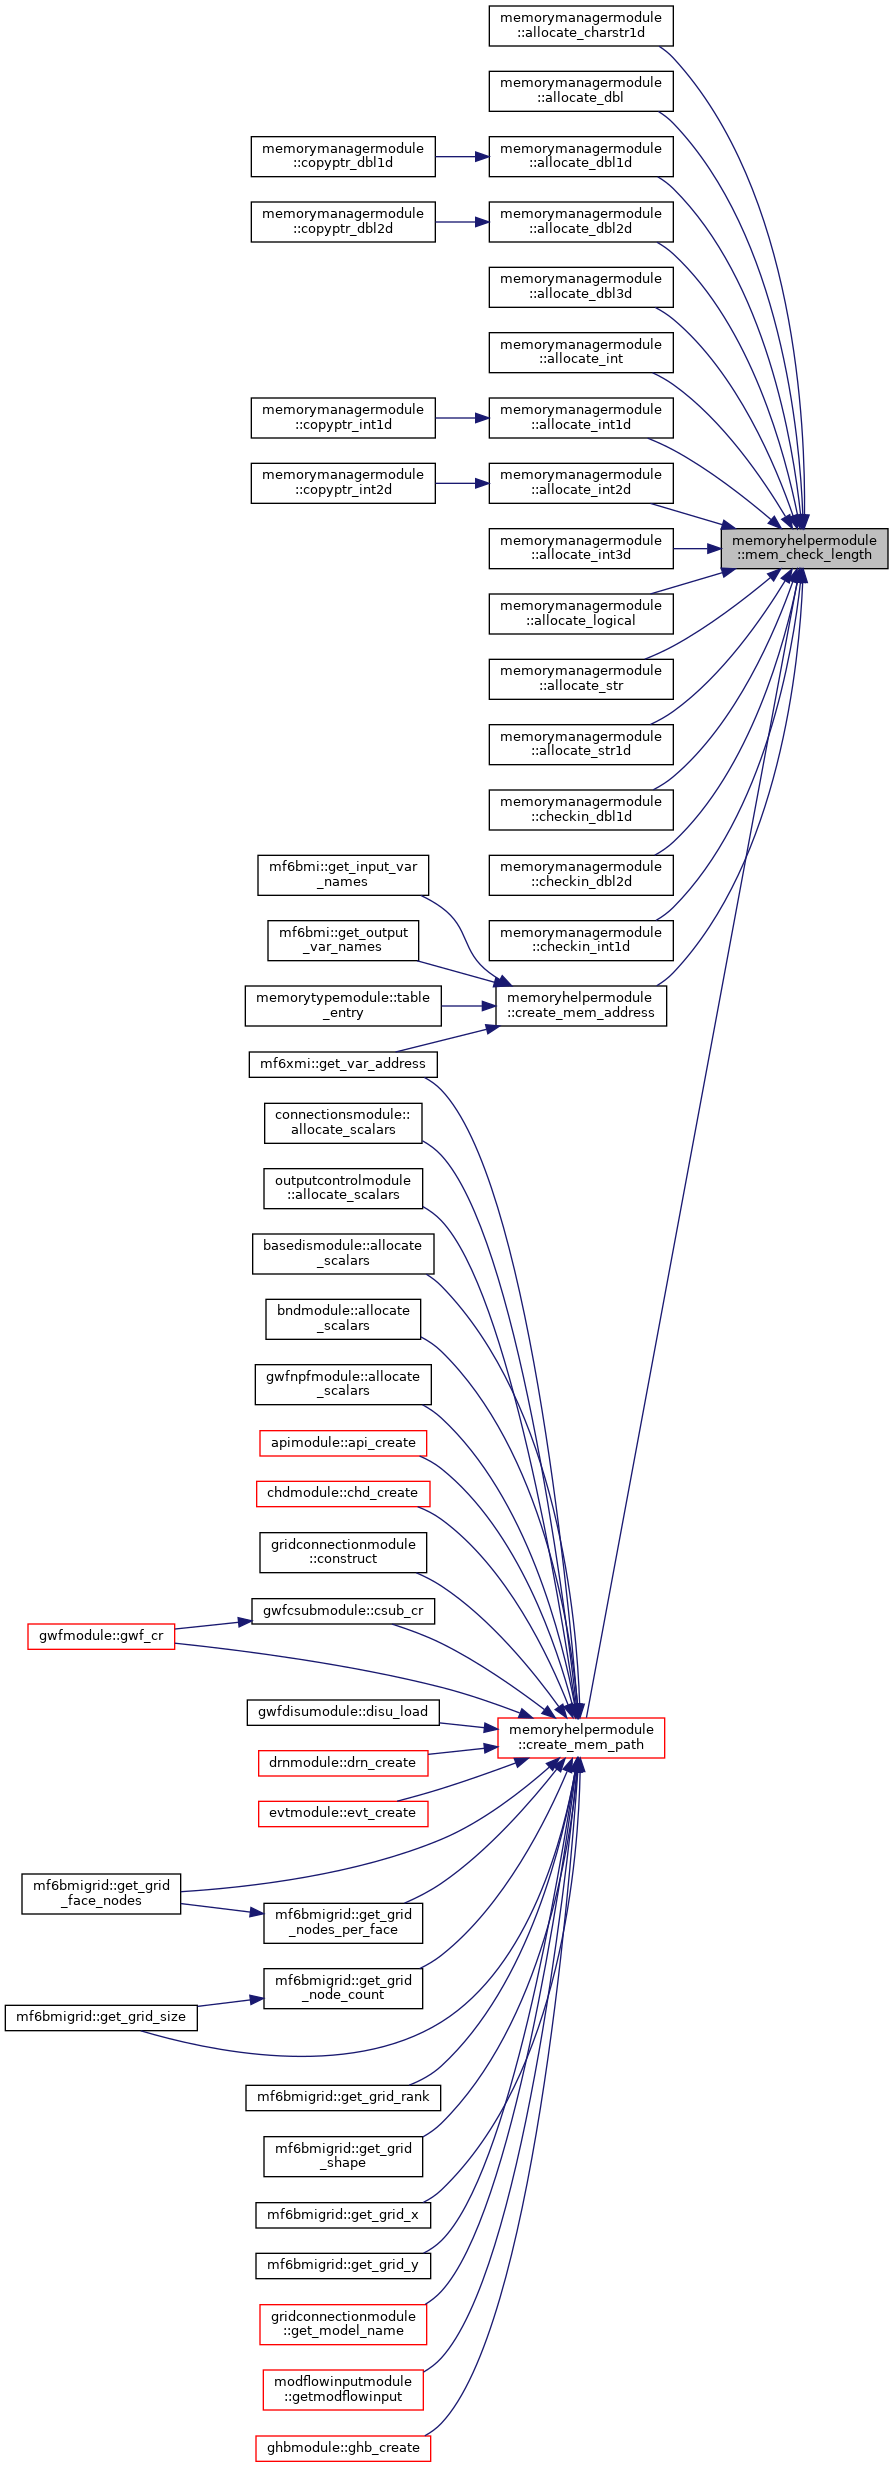 memorymanagermodule
::allocate_charstr1d
memorymanagermodule
::allocate_dbl
memorymanagermodule
::copyptr_dbl1d
memorymanagermodule
::allocate_dbl1d
memorymanagermodule
::copyptr_dbl2d
memorymanagermodule
::allocate_dbl2d
memorymanagermodule
::allocate_dbl3d
memorymanagermodule
::allocate_int
memorymanagermodule
::copyptr_int1d
memorymanagermodule
::allocate_int1d
memorymanagermodule
::copyptr_int2d
memorymanagermodule
::allocate_int2d
memorymanagermodule
::allocate_int3d
memoryhelpermodule
::mem_check_length
memorymanagermodule
::allocate_logical
memorymanagermodule
::allocate_str
memorymanagermodule
::allocate_str1d
memorymanagermodule
::checkin_dbl1d
memorymanagermodule
::checkin_dbl2d
memorymanagermodule
::checkin_int1d
mf6bmi::get_input_var
_names
mf6bmi::get_output
_var_names
memorytypemodule::table
_entry
memoryhelpermodule
::create_mem_address
mf6xmi::get_var_address
connectionsmodule::
allocate_scalars
outputcontrolmodule
::allocate_scalars
basedismodule::allocate
_scalars
bndmodule::allocate
_scalars
gwfnpfmodule::allocate
_scalars
apimodule::api_create
chdmodule::chd_create
gridconnectionmodule
::construct
gwfcsubmodule::csub_cr
gwfmodule::gwf_cr
gwfdisumodule::disu_load
memoryhelpermodule
::create_mem_path
drnmodule::drn_create
evtmodule::evt_create
mf6bmigrid::get_grid
_face_nodes
mf6bmigrid::get_grid
_nodes_per_face
mf6bmigrid::get_grid
_node_count
mf6bmigrid::get_grid_size
mf6bmigrid::get_grid_rank
mf6bmigrid::get_grid
_shape
mf6bmigrid::get_grid_x
mf6bmigrid::get_grid_y
gridconnectionmodule
::get_model_name
modflowinputmodule
::getmodflowinput
ghbmodule::ghb_create